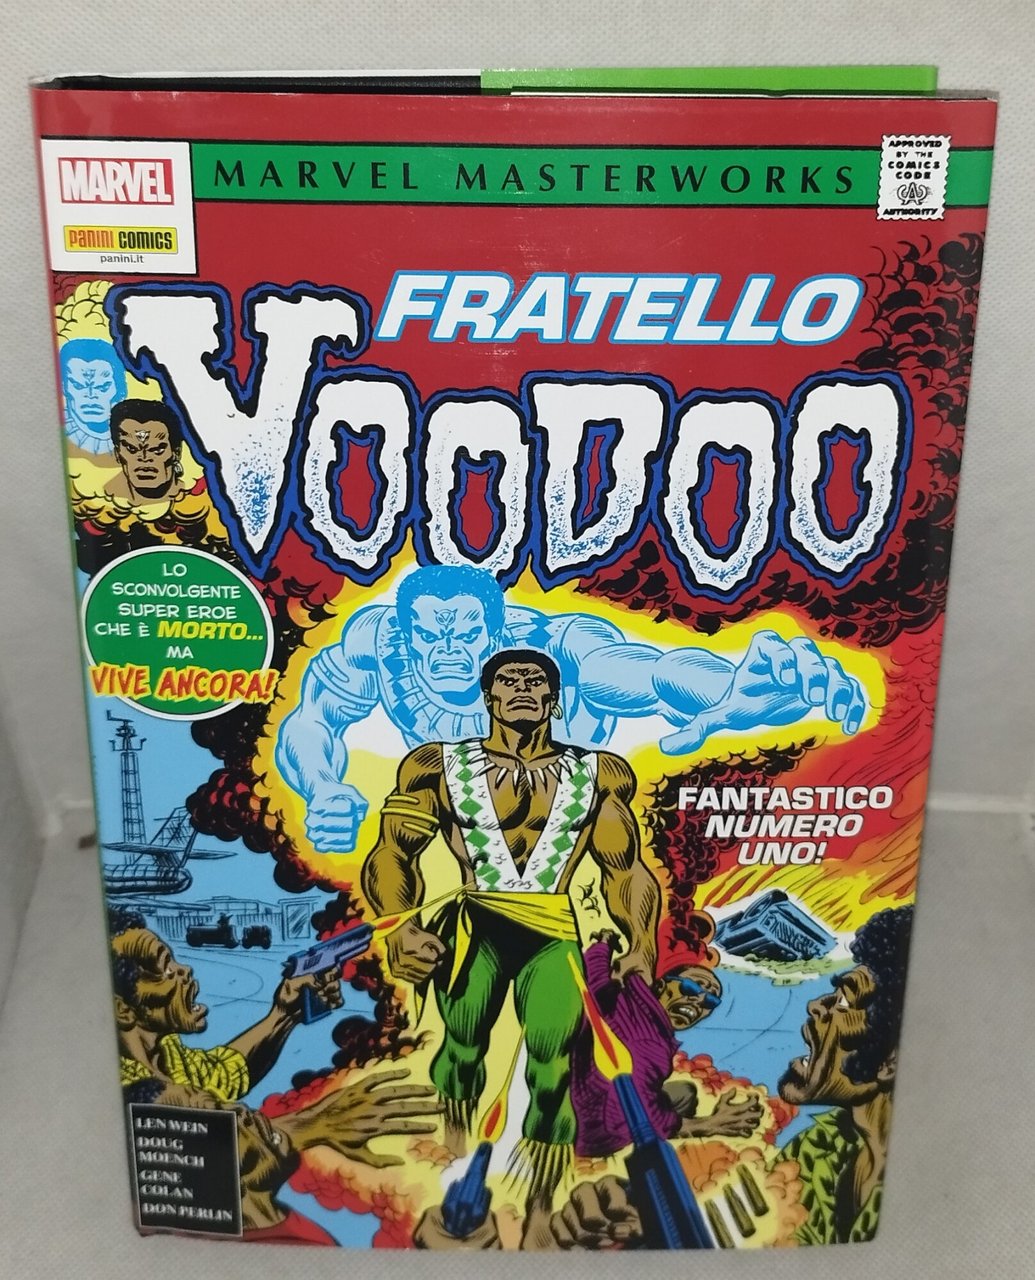 MARVEL
PANINI COMICS
panini.it
MARVEL MASTERWORKS
APPROVED
BY THE
COMICS
CODE
CA
AUTHORITY
FRATELLO
VOODOO
LO
SCONVOLGENTE
SUPER EROE
CHE È MORTO...
MA
VIVE ANCORA!
FANTASTICO
NUMERO
UNO!
LEN WEIN
DOUG
MOENCH
GENE
COLAN
DON PERLIN